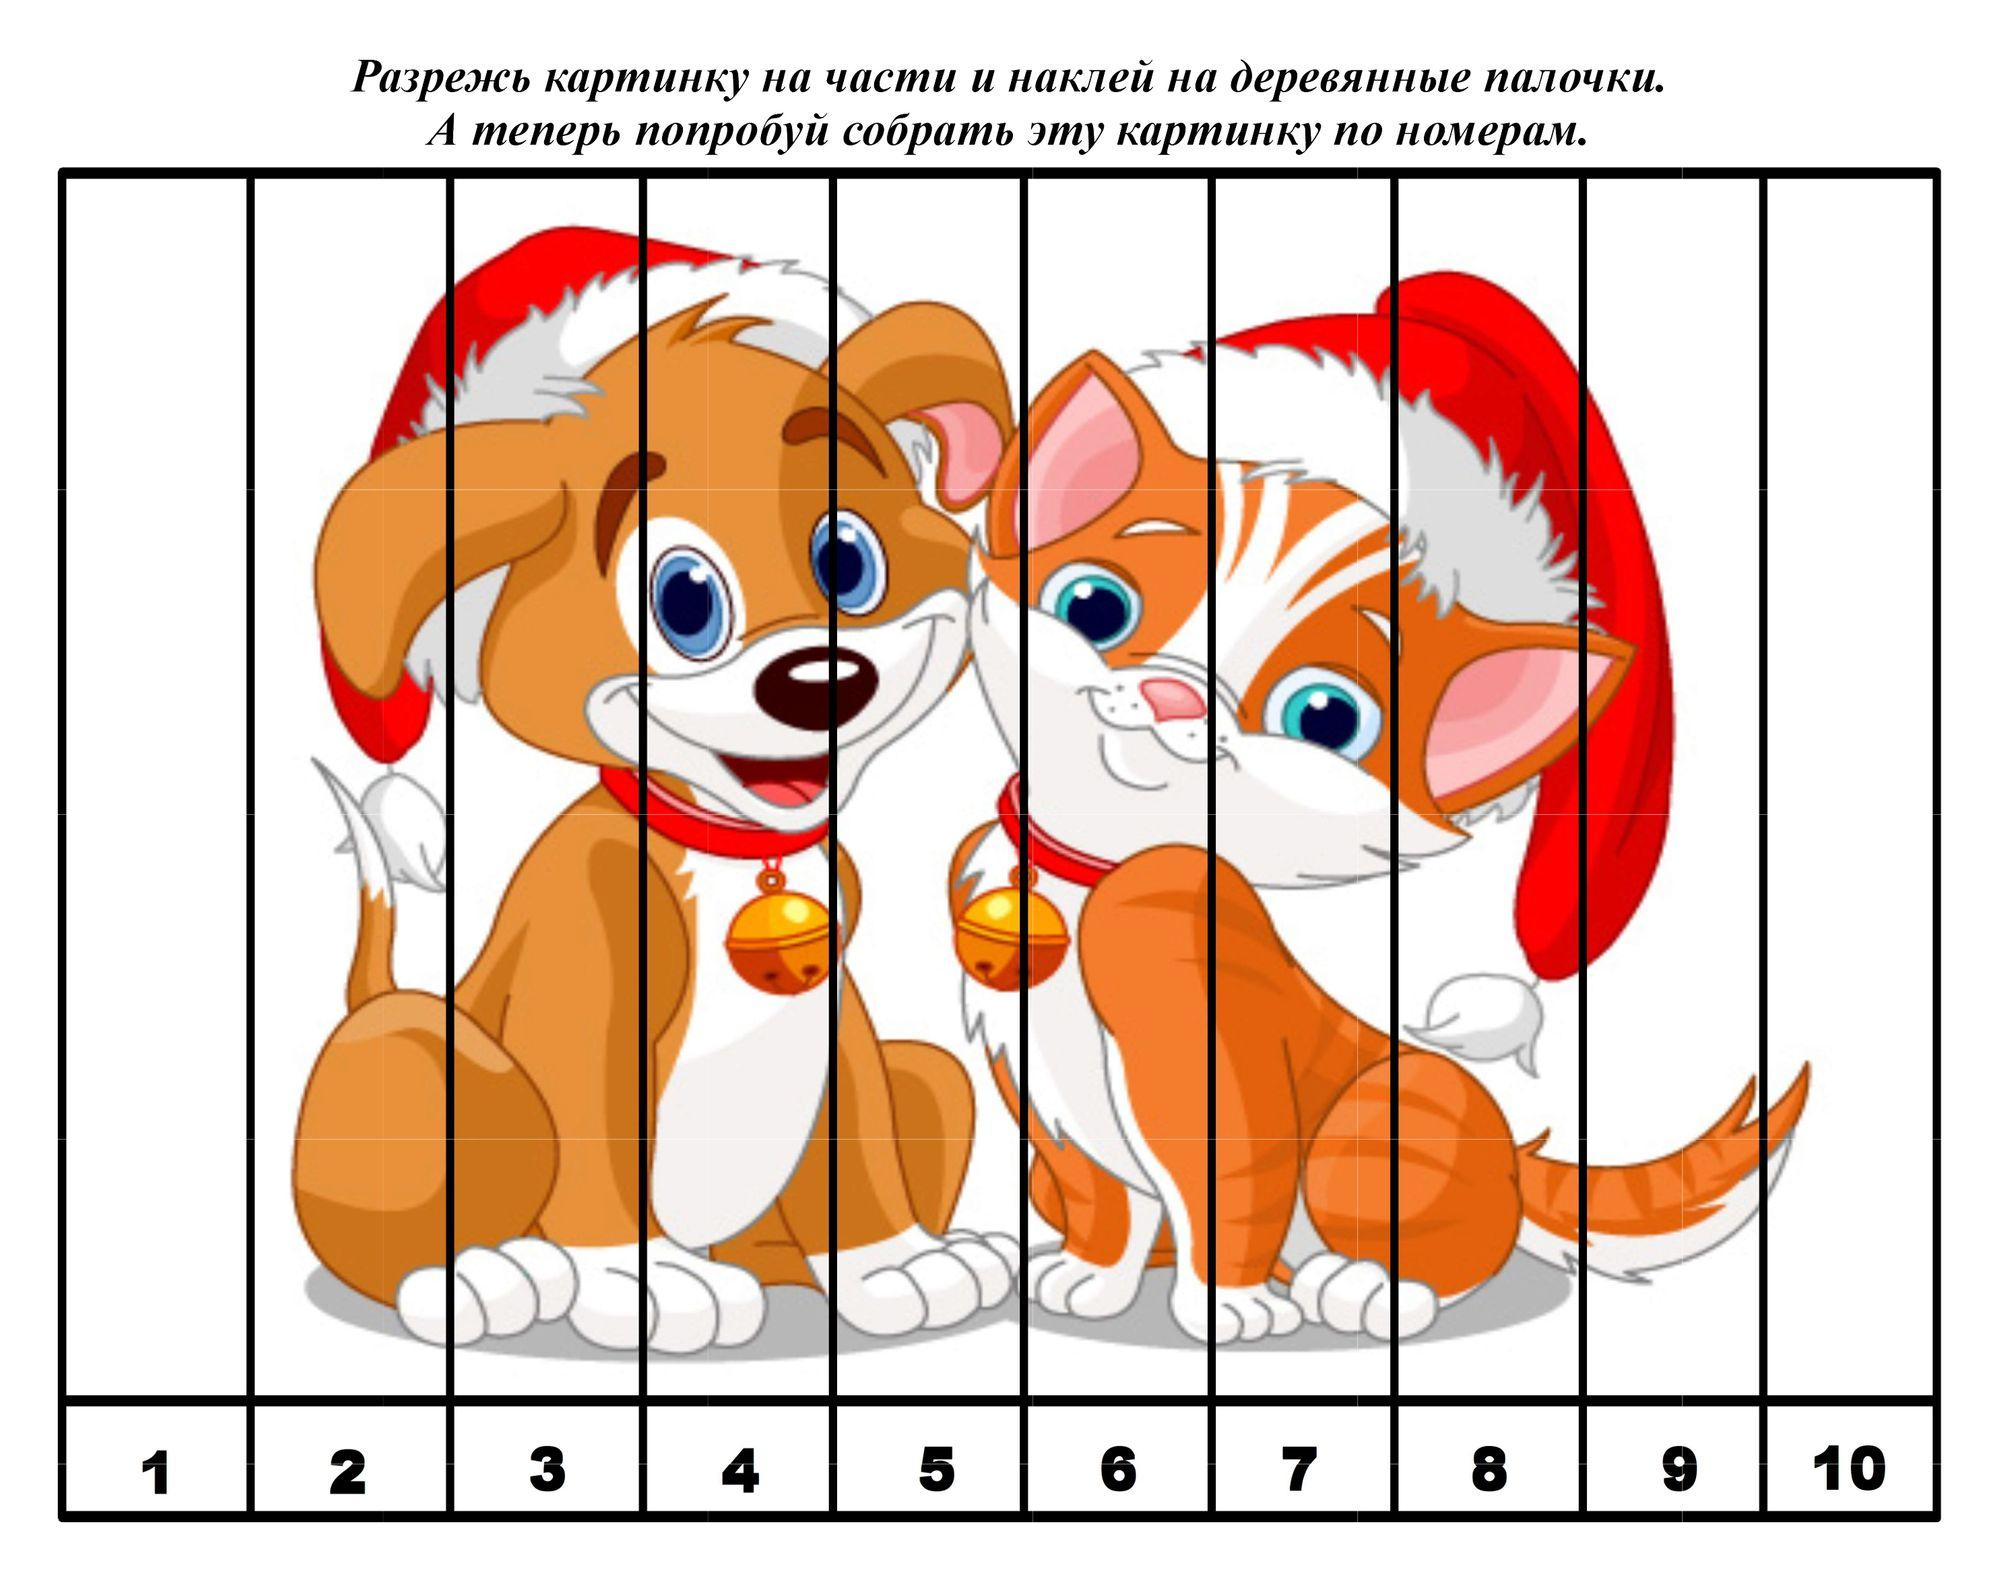 Разрежь картинку на части и наклей на деревянные палочки.
А теперь попробуй собрать эту картинку по номерам.
1 2 3 4 5 6 7 8 9 10